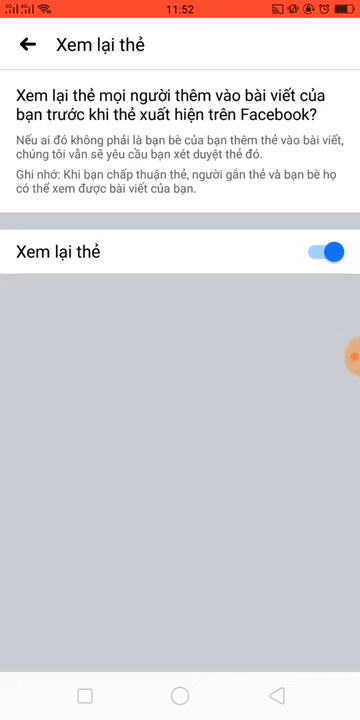 11:52
Xem lại thẻ
Xem lại thẻ mọi người thêm vào bài viết của
bạn trước khi thẻ xuất hiện trên Facebook?
Nếu ai đó không phải là bạn bè của bạn thêm thẻ vào bài viết,
chúng tôi vẫn sẽ yêu cầu bạn xét duyệt thẻ đó.
Ghi nhớ: Khi bạn chấp thuận thẻ, người gắn thẻ và bạn bè họ
có thể xem được bài viết của bạn.
Xem lại thẻ